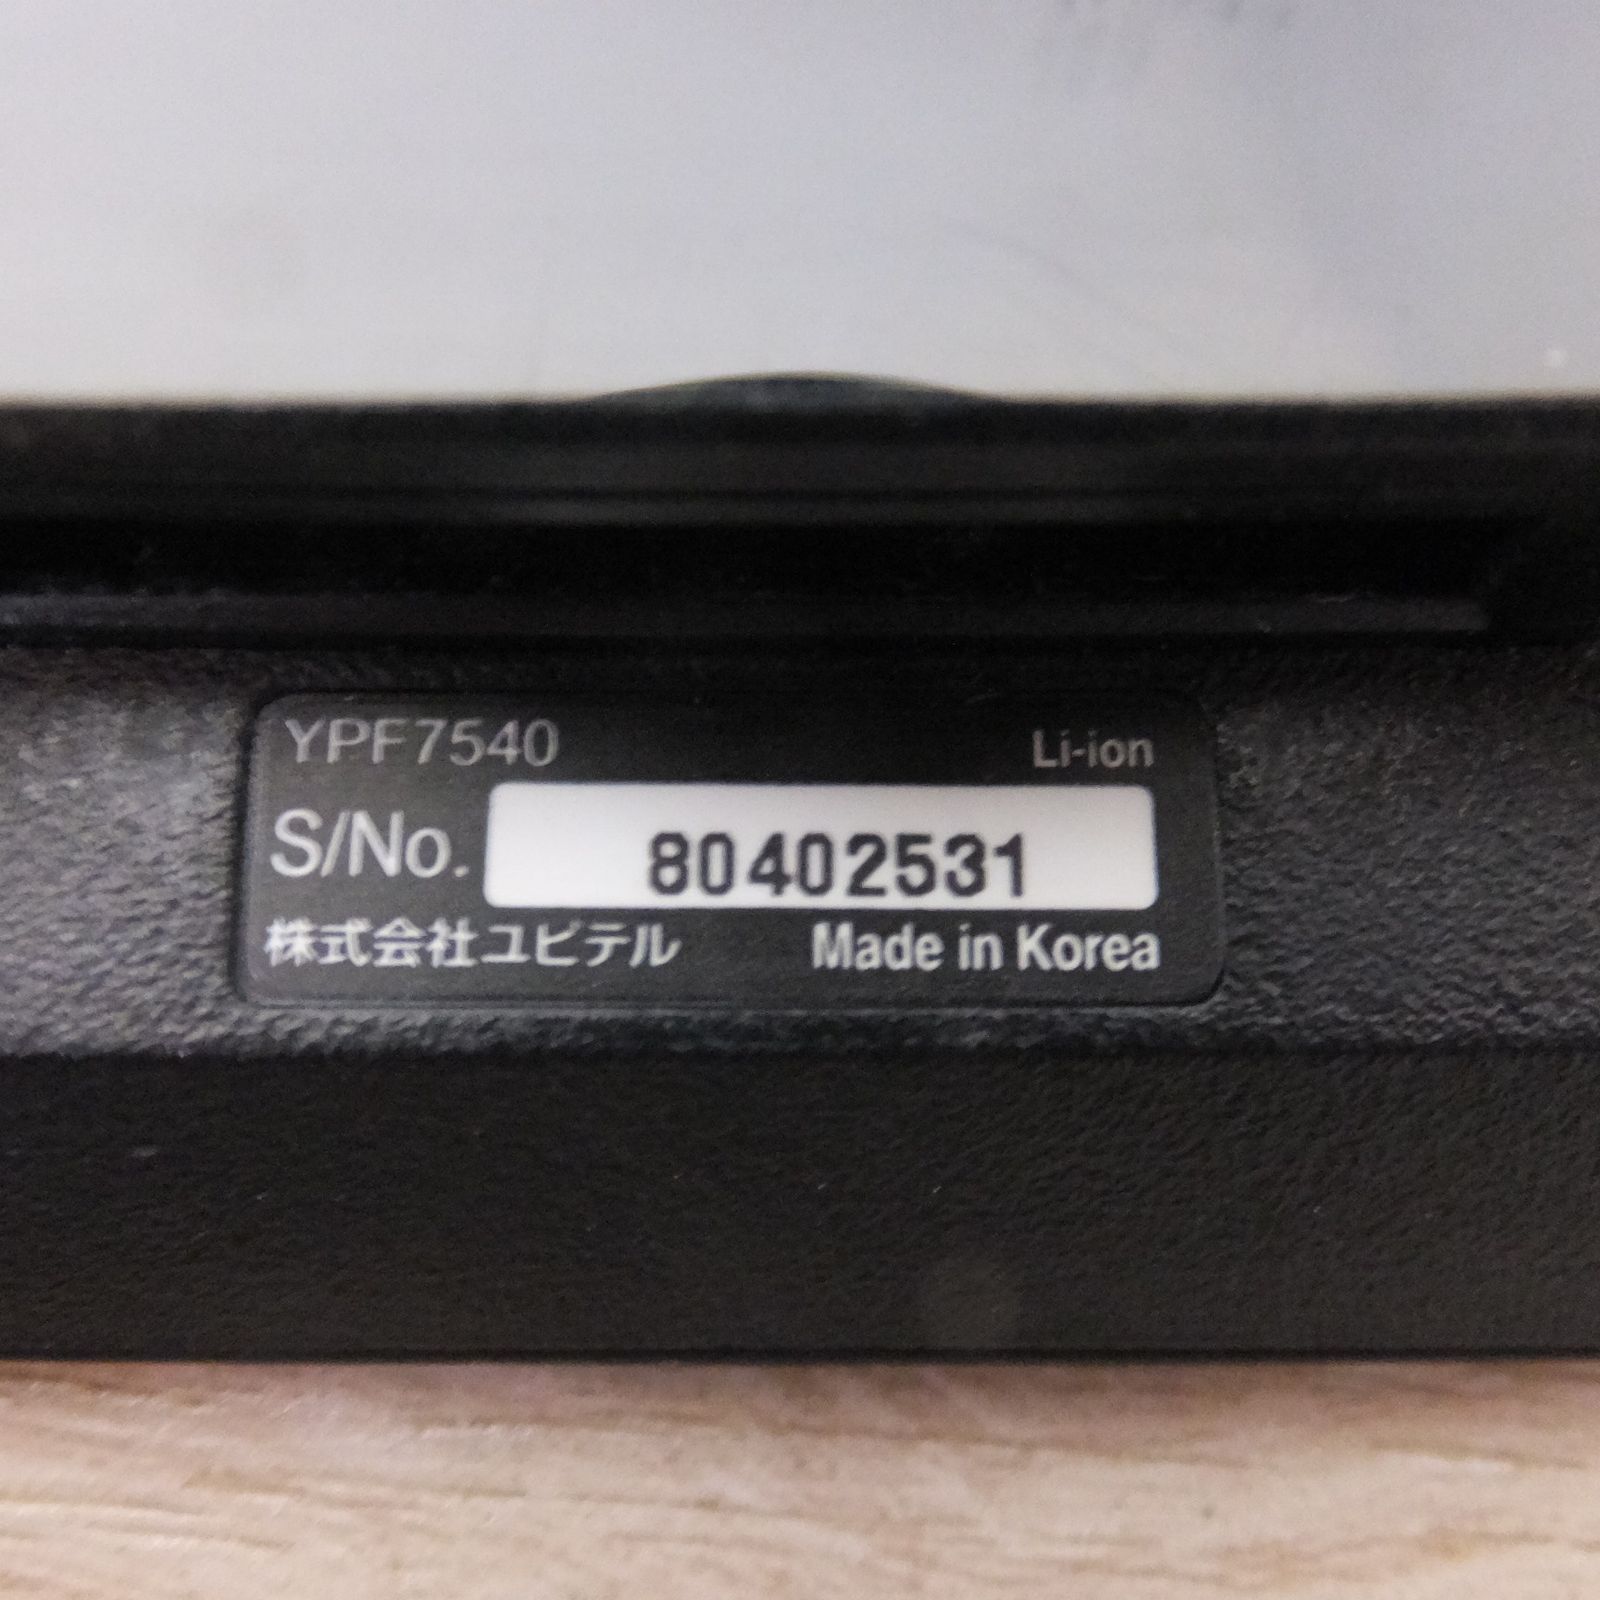 YPF7540 Li-ion
S/No. 80402531
株式会社ユピテル Made in Korea